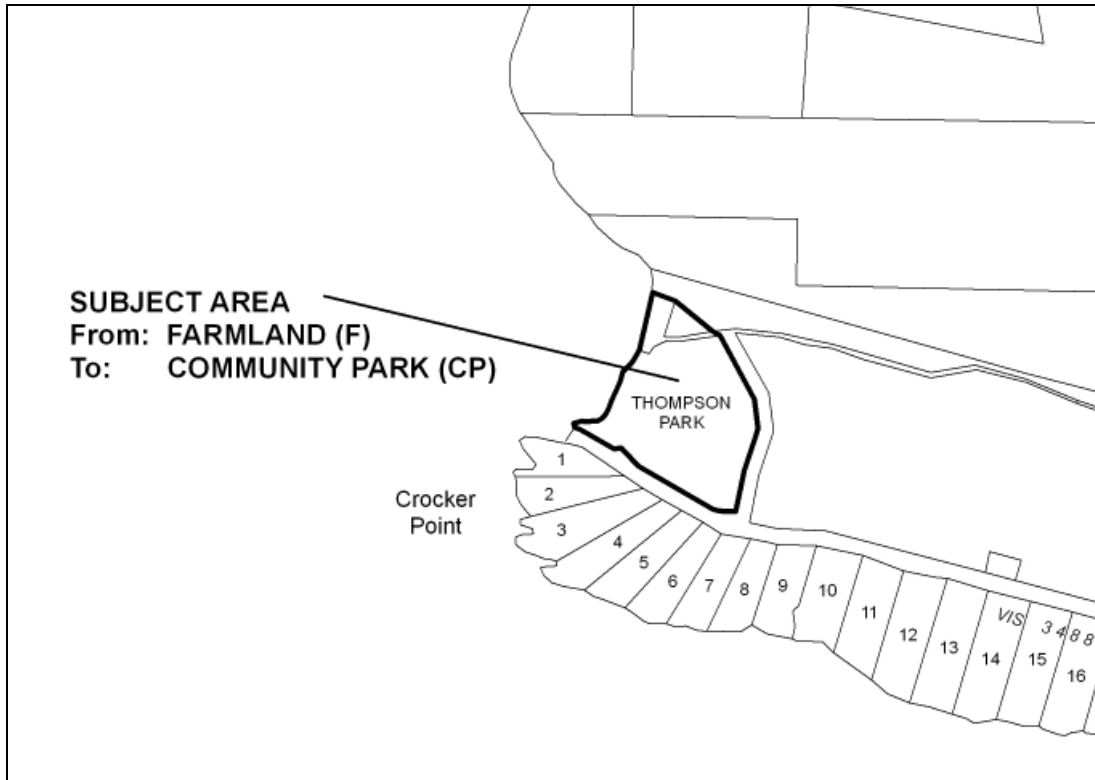 SUBJECT AREA
From: FARMLAND (F)
To: COMMUNITY PARK (CP)
THOMPSON
PARK
Crocker
Point
1
2
3
4
5
6
7
8
9
10
11
12
13
14
15
16
VIS 3488